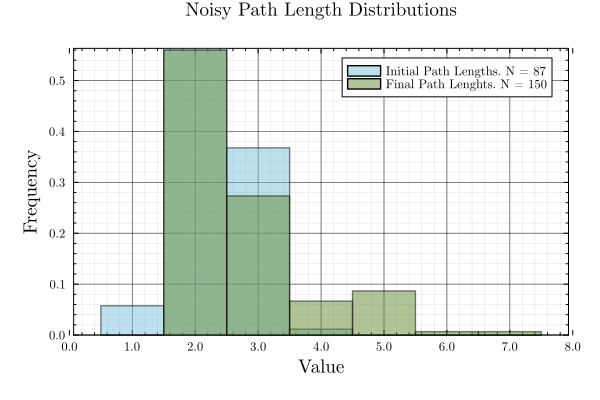 Noisy Path Length Distributions
Initial Path Lengths. N = 87
Final Path Lenghts. N = 150
Frequency
0.5
0.4
0.3
0.2
0.1
0.0
0.0 1.0 2.0 3.0 4.0 5.0 6.0 7.0 8.0
Value